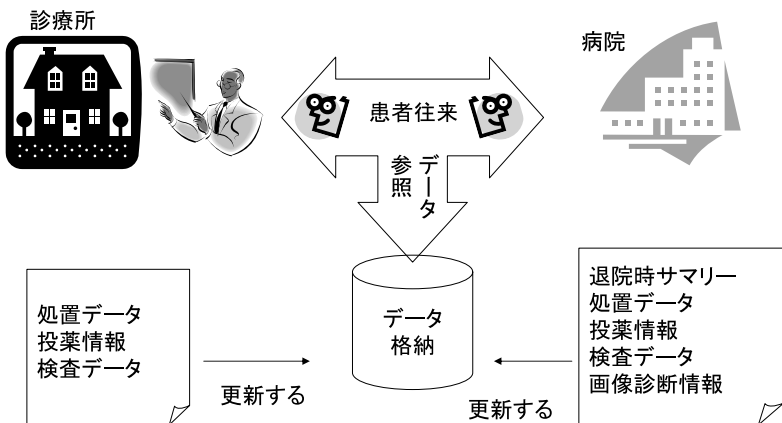 診療所
病院
患者往来
データ
参照
処置データ
投薬情報
検査データ
更新する
データ
格納
退院時サマリー
処置データ
投薬情報
検査データ
画像診断情報
更新する